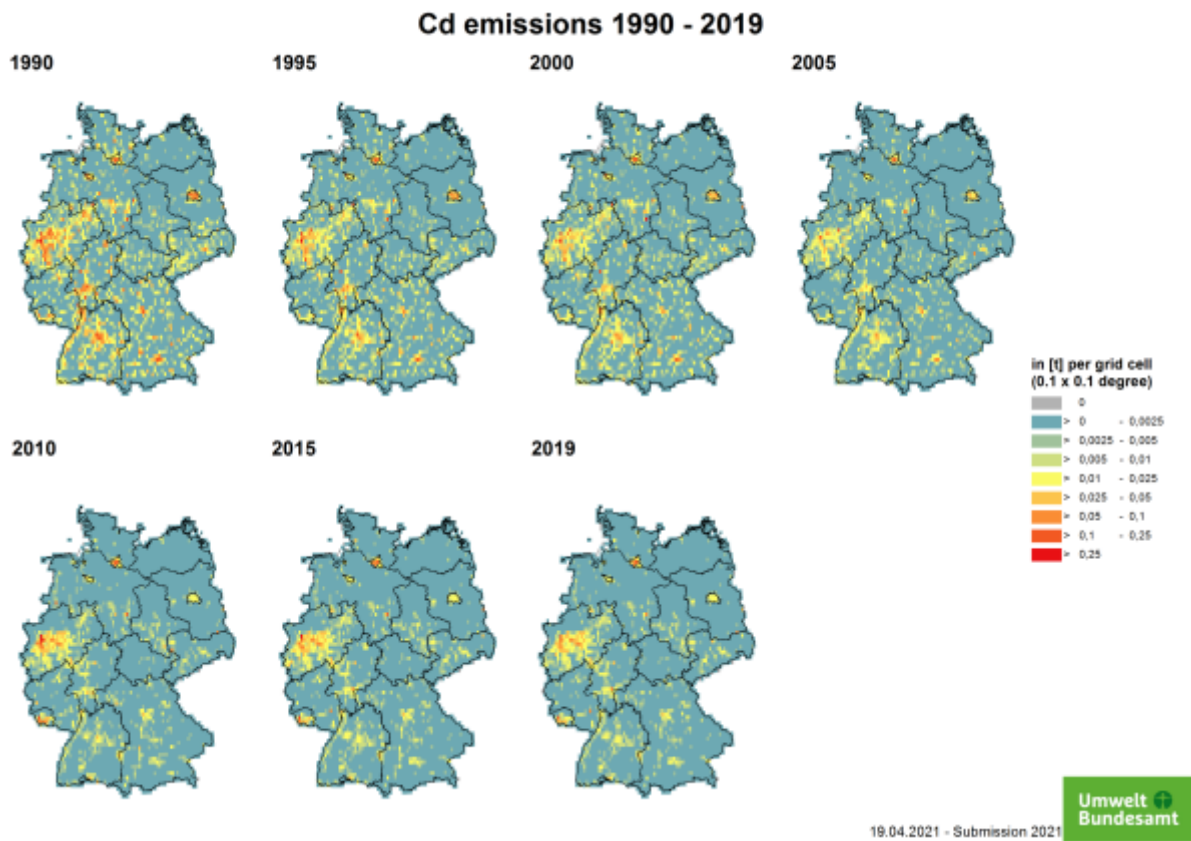 Cd emissions 1990 - 2019
1990
1995
2000
2005
2010
2015
2019
in [t] per grid cell
(0.1 x 0.1 degree)
0
> 0 - 0,0025
> 0,0025 - 0,005
> 0,005 - 0,01
> 0,01 - 0,025
> 0,025 - 0,05
> 0,05 - 0,1
> 0,1 - 0,25
> 0,25
19.04.2021 - Submission 2021
Umwelt
Bundesamt